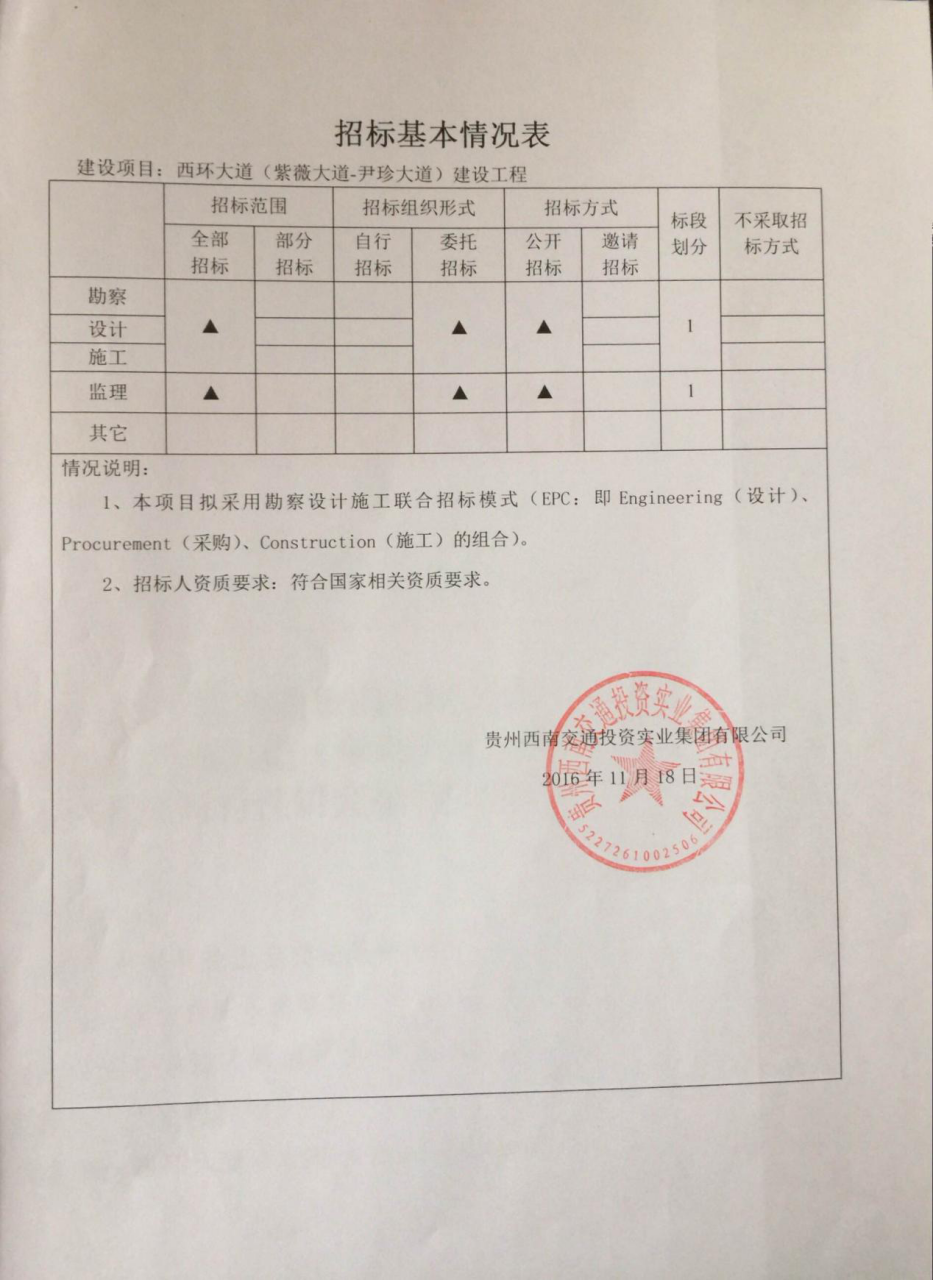 招标基本情况表
建设项目：西环大道（紫薇大道-尹珍大道）建设工程
招标范围 招标组织形式 招标方式 标段划分 不采取招标方式
全部招标 部分招标 自行招标 委托招标 公开招标 邀请招标
勘察
设计 ▲ ▲ ▲ 1
施工
监理 ▲ ▲ ▲ 1
其它
情况说明：
1、本项目拟采用勘察设计施工联合招标模式（EPC：即 Engineering（设计）、
Procurement（采购）、Construction（施工）的组合）。
2、招标人资质要求：符合国家相关资质要求。
贵州西南交通投资实业集团有限公司
2016 年 11 月 18 日
贵州西南交通投资实业集团有限公司
5227261002506